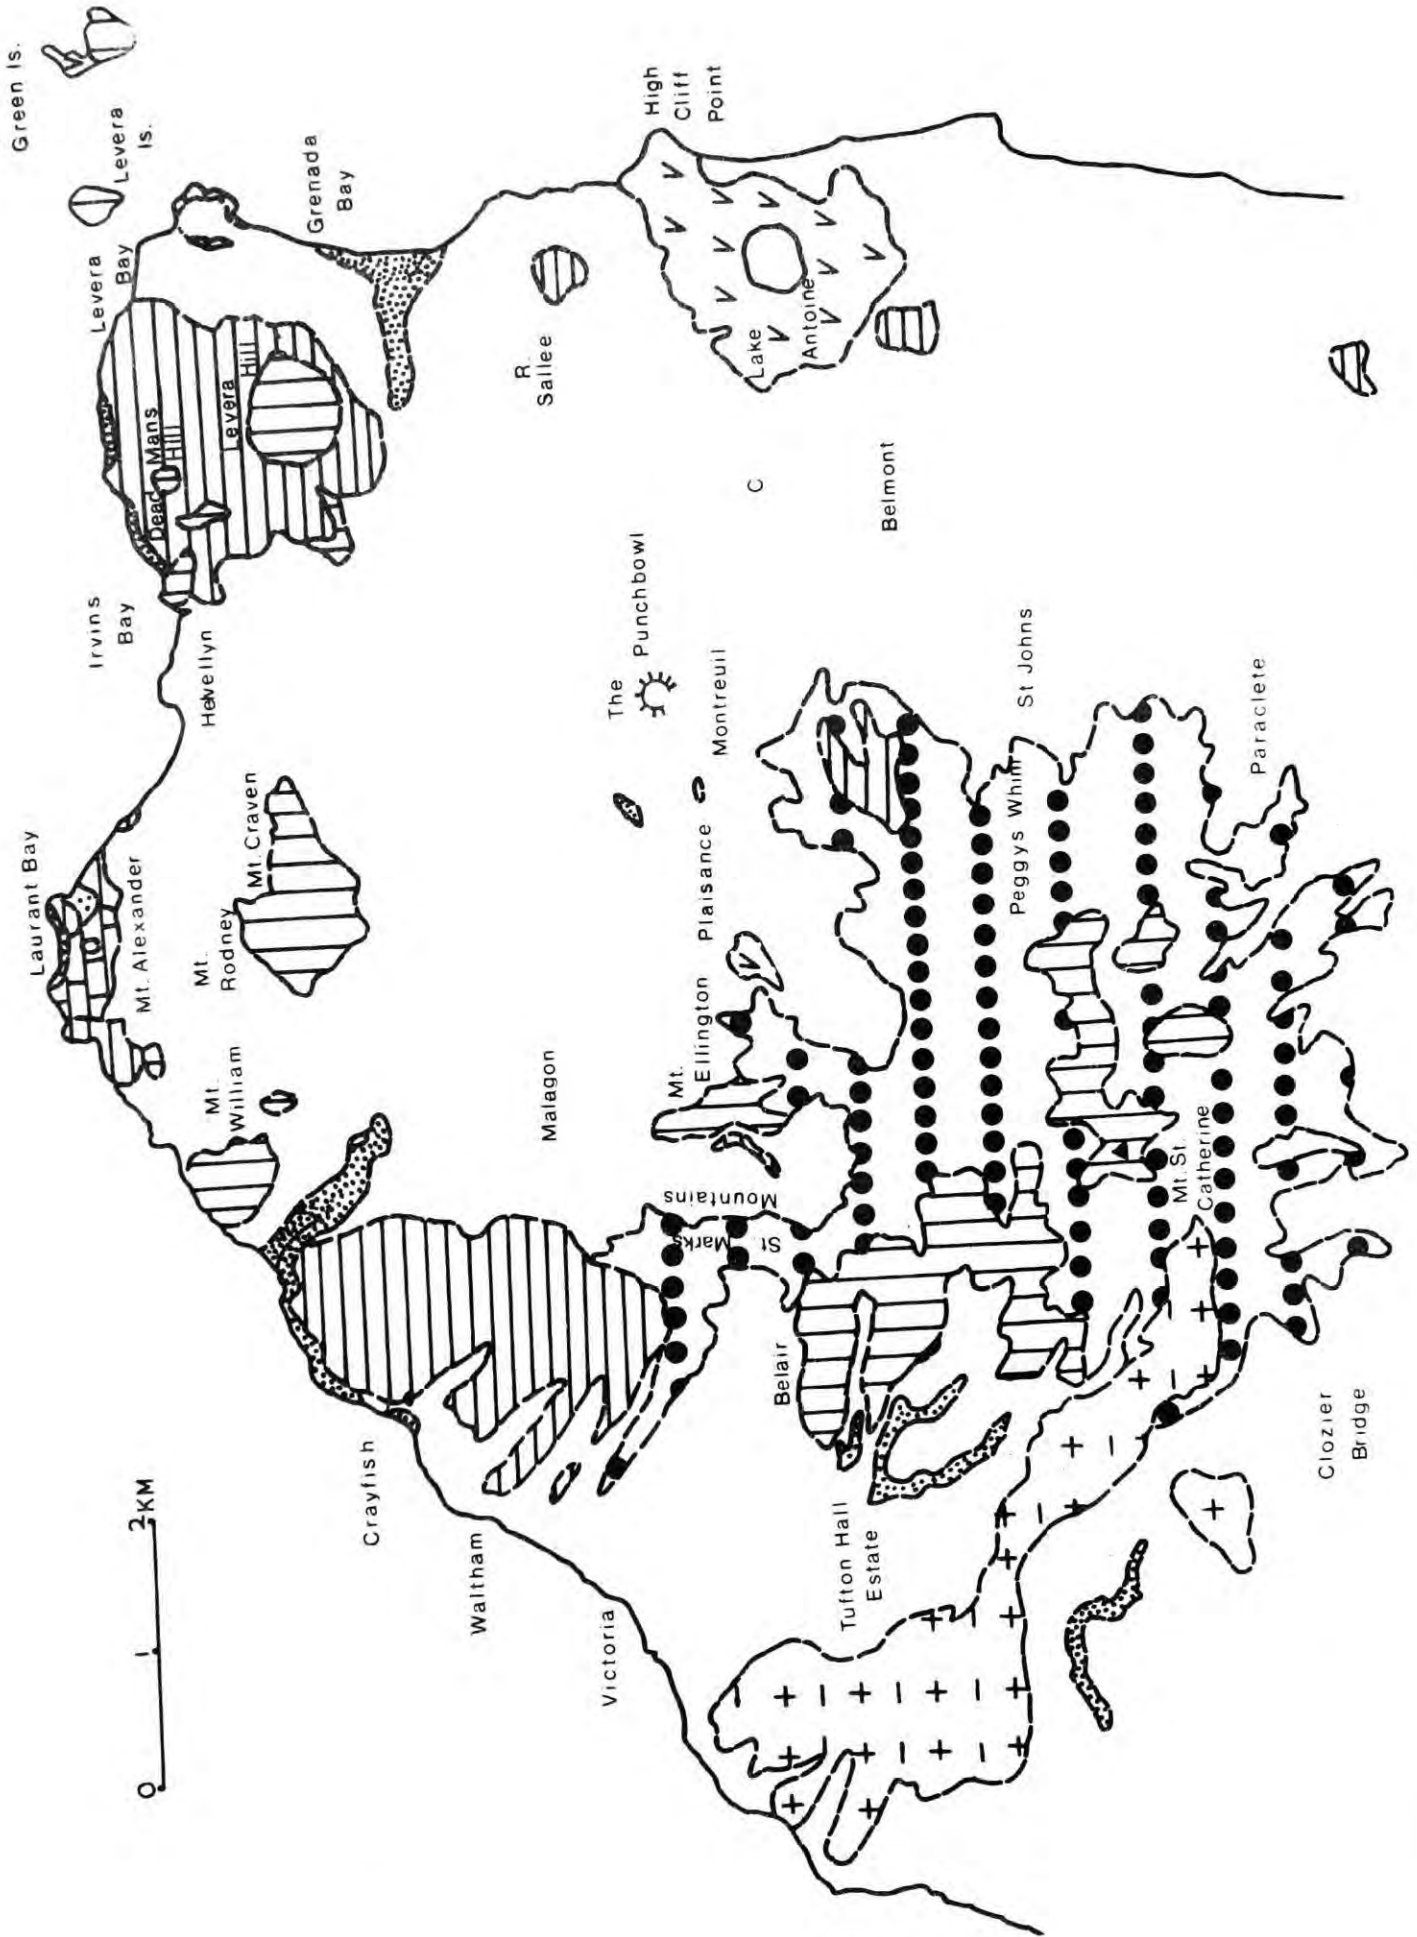 Green Is.
Levera
Is.
Levera
Bay
Grenada
Bay
High
Cliff
Point
Dead Mans
Hill
Levera
Hill
R.
Sallee
Lake
Antoine
Irvins
Bay
Helvellyn
C
Belmont
The
Punchbowl
Montreuil
St Johns
Laurant Bay
Mt. Alexander
Mt.
Rodney
Mt. Craven
Plaisance
Peggys Whim
Paraclete
Mt.
William
Malagon
Mt.
Ellington
St
Marks
Mountains
Mt. St.
Catherine
Belair
Crayfish
Waltham
Victoria
Tufton Hall
Estate
Clozier
Bridge
0
1
2KM